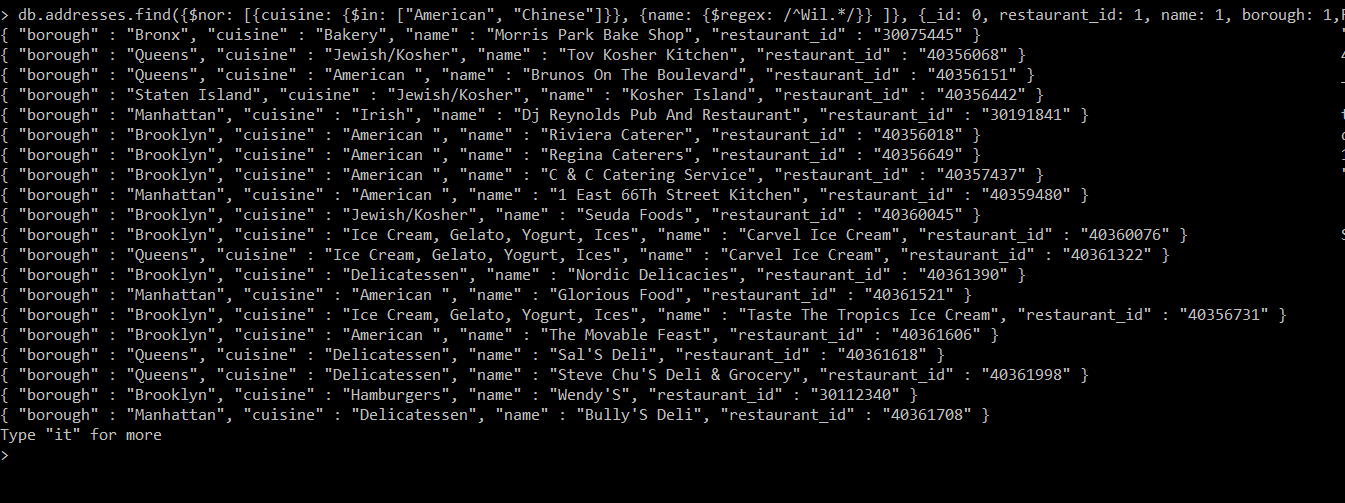 > db.addresses.find({$nor: [{cuisine: {$in: ["American", "Chinese"]}}, {name: {$regex: /^Wil.*/}} ]}, {_id: 0, restaurant_id: 1, name: 1, borough: 1,
{ "borough" : "Bronx", "cuisine" : "Bakery", "name" : "Morris Park Bake Shop", "restaurant_id" : "30075445" }
{ "borough" : "Queens", "cuisine" : "Jewish/Kosher", "name" : "Tov Kosher Kitchen", "restaurant_id" : "40356068" }
{ "borough" : "Queens", "cuisine" : "American ", "name" : "Brunos On The Boulevard", "restaurant_id" : "40356151" }
{ "borough" : "Staten Island", "cuisine" : "Jewish/Kosher", "name" : "Kosher Island", "restaurant_id" : "40356442" }
{ "borough" : "Manhattan", "cuisine" : "Irish", "name" : "Dj Reynolds Pub And Restaurant", "restaurant_id" : "30191841" }
{ "borough" : "Brooklyn", "cuisine" : "American ", "name" : "Riviera Caterer", "restaurant_id" : "40356018" }
{ "borough" : "Brooklyn", "cuisine" : "American ", "name" : "Regina Caterers", "restaurant_id" : "40356649" }
{ "borough" : "Brooklyn", "cuisine" : "American ", "name" : "C & C Catering Service", "restaurant_id" : "40357437" }
{ "borough" : "Manhattan", "cuisine" : "American ", "name" : "1 East 66Th Street Kitchen", "restaurant_id" : "40359480" }
{ "borough" : "Brooklyn", "cuisine" : "Jewish/Kosher", "name" : "Seuda Foods", "restaurant_id" : "40360045" }
{ "borough" : "Brooklyn", "cuisine" : "Ice Cream, Gelato, Yogurt, Ices", "name" : "Carvel Ice Cream", "restaurant_id" : "40360076" }
{ "borough" : "Queens", "cuisine" : "Ice Cream, Gelato, Yogurt, Ices", "name" : "Carvel Ice Cream", "restaurant_id" : "40361322" }
{ "borough" : "Brooklyn", "cuisine" : "Delicatessen", "name" : "Nordic Delicacies", "restaurant_id" : "40361390" }
{ "borough" : "Manhattan", "cuisine" : "American ", "name" : "Glorious Food", "restaurant_id" : "40361521" }
{ "borough" : "Brooklyn", "cuisine" : "Ice Cream, Gelato, Yogurt, Ices", "name" : "Taste The Tropics Ice Cream", "restaurant_id" : "40356731" }
{ "borough" : "Brooklyn", "cuisine" : "American ", "name" : "The Movable Feast", "restaurant_id" : "40361606" }
{ "borough" : "Queens", "cuisine" : "Delicatessen", "name" : "Sal'S Deli", "restaurant_id" : "40361618" }
{ "borough" : "Queens", "cuisine" : "Delicatessen", "name" : "Steve Chu'S Deli & Grocery", "restaurant_id" : "40361998" }
{ "borough" : "Brooklyn", "cuisine" : "Hamburgers", "name" : "Wendy'S", "restaurant_id" : "30112340" }
{ "borough" : "Manhattan", "cuisine" : "Delicatessen", "name" : "Bully'S Deli", "restaurant_id" : "40361708" }
Type "it" for more
>